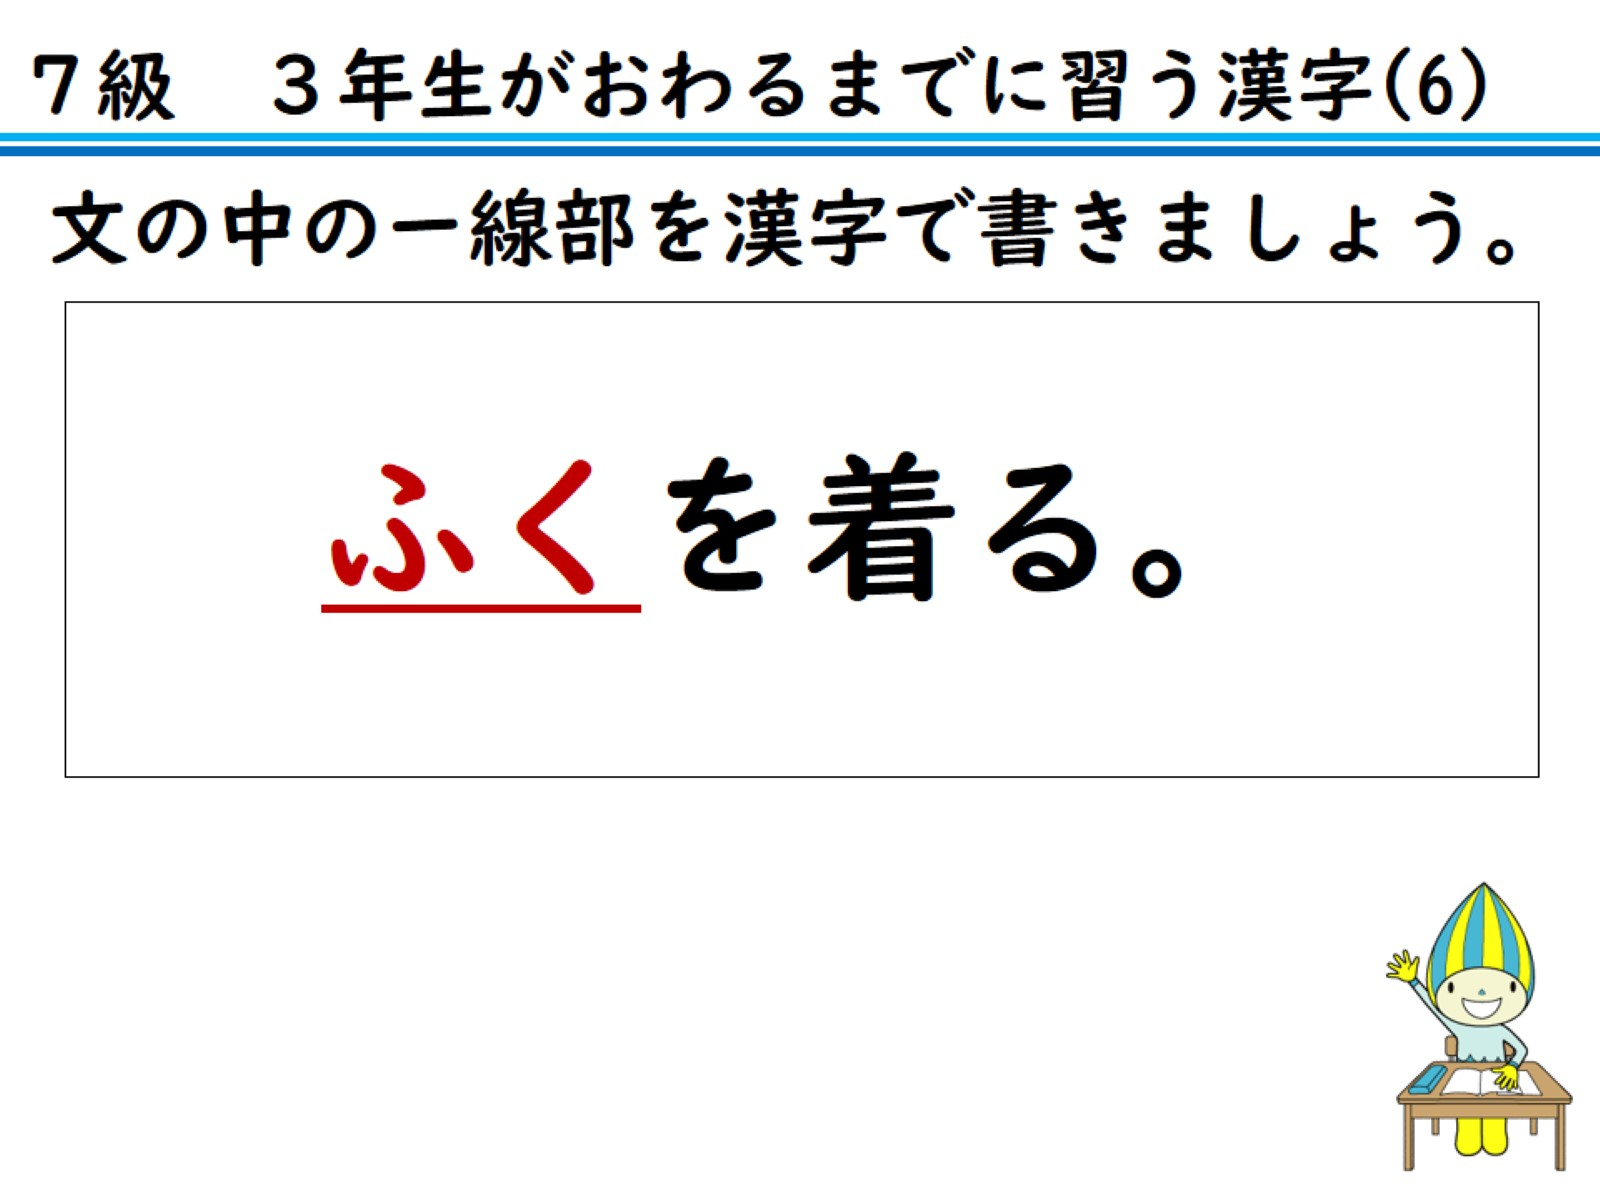 ７級　３年生がおわるまでに習う漢字(6)
文の中の―線部を漢字で書きましょう。
ふくを着る。